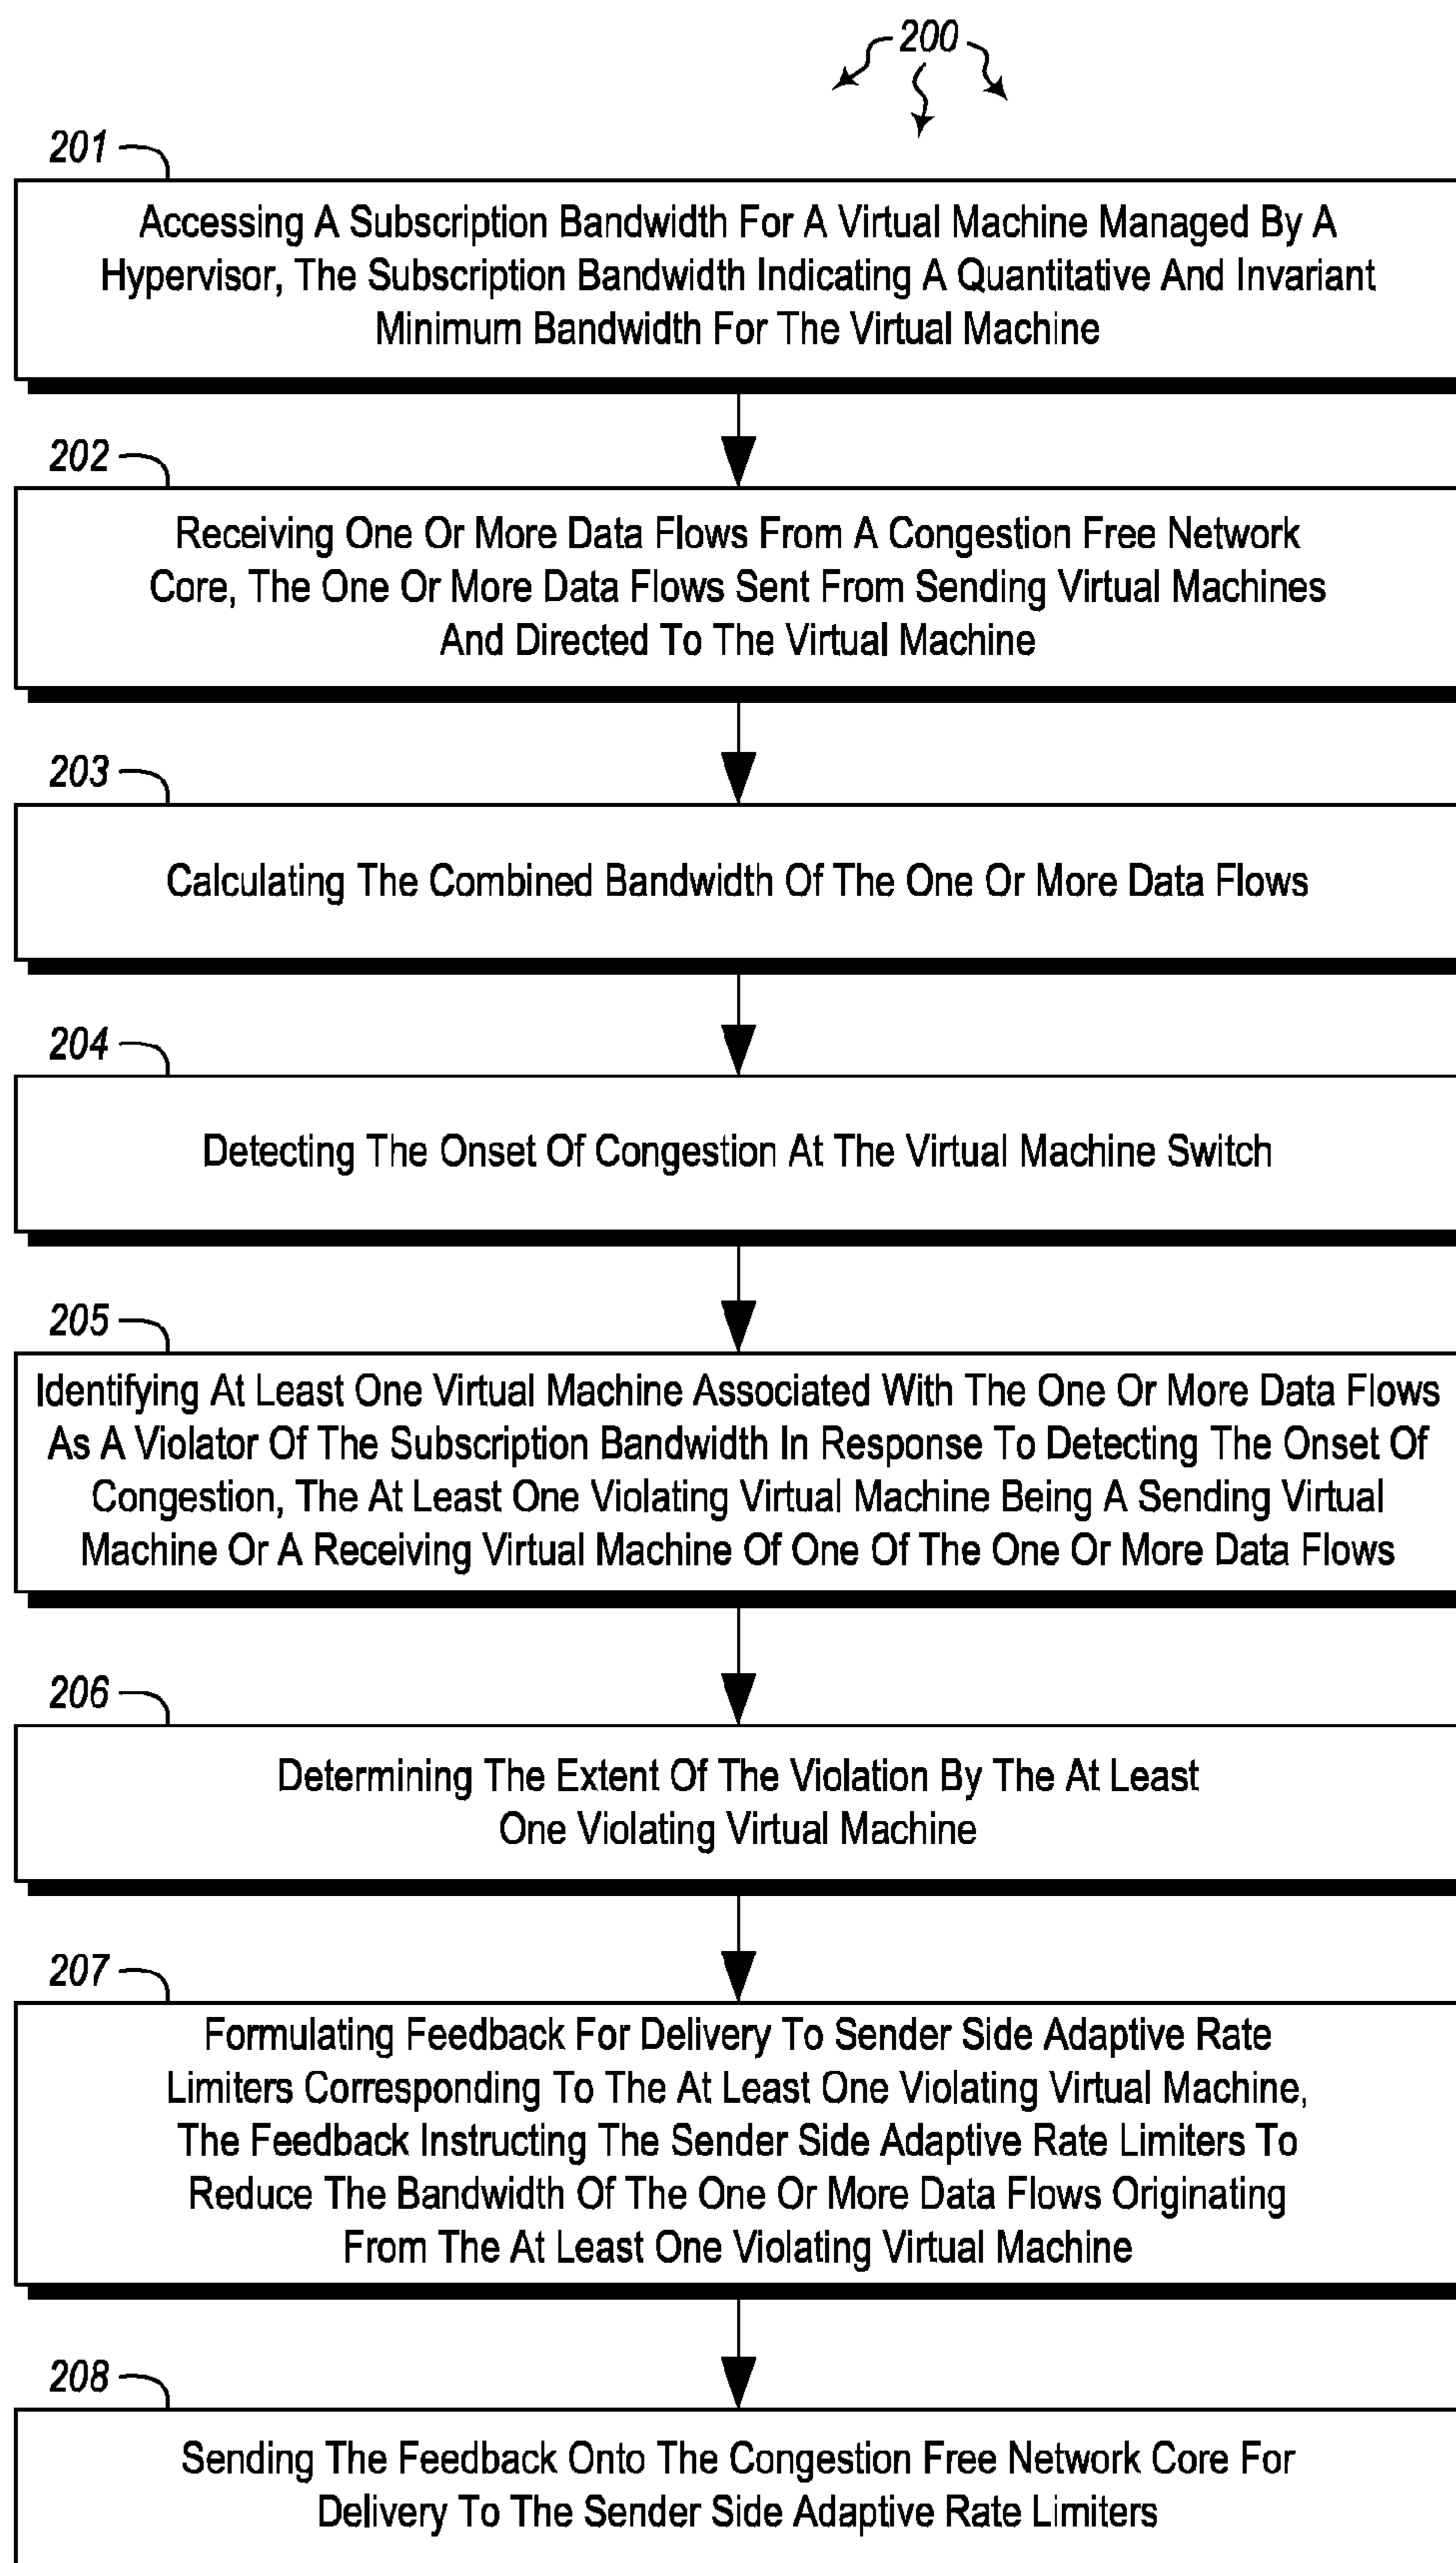 200
201
Accessing A Subscription Bandwidth For A Virtual Machine Managed By A
Hypervisor, The Subscription Bandwidth Indicating A Quantitative And Invariant
Minimum Bandwidth For The Virtual Machine
202
Receiving One Or More Data Flows From A Congestion Free Network
Core, The One Or More Data Flows Sent From Sending Virtual Machines
And Directed To The Virtual Machine
203
Calculating The Combined Bandwidth Of The One Or More Data Flows
204
Detecting The Onset Of Congestion At The Virtual Machine Switch
205
Identifying At Least One Virtual Machine Associated With The One Or More Data Flows
As A Violator Of The Subscription Bandwidth In Response To Detecting The Onset Of
Congestion, The At Least One Violating Virtual Machine Being A Sending Virtual
Machine Or A Receiving Virtual Machine Of One Of The One Or More Data Flows
206
Determining The Extent Of The Violation By The At Least
One Violating Virtual Machine
207
Formulating Feedback For Delivery To Sender Side Adaptive Rate
Limiters Corresponding To The At Least One Violating Virtual Machine,
The Feedback Instructing The Sender Side Adaptive Rate Limiters To
Reduce The Bandwidth Of The One Or More Data Flows Originating
From The At Least One Violating Virtual Machine
208
Sending The Feedback Onto The Congestion Free Network Core For
Delivery To The Sender Side Adaptive Rate Limiters